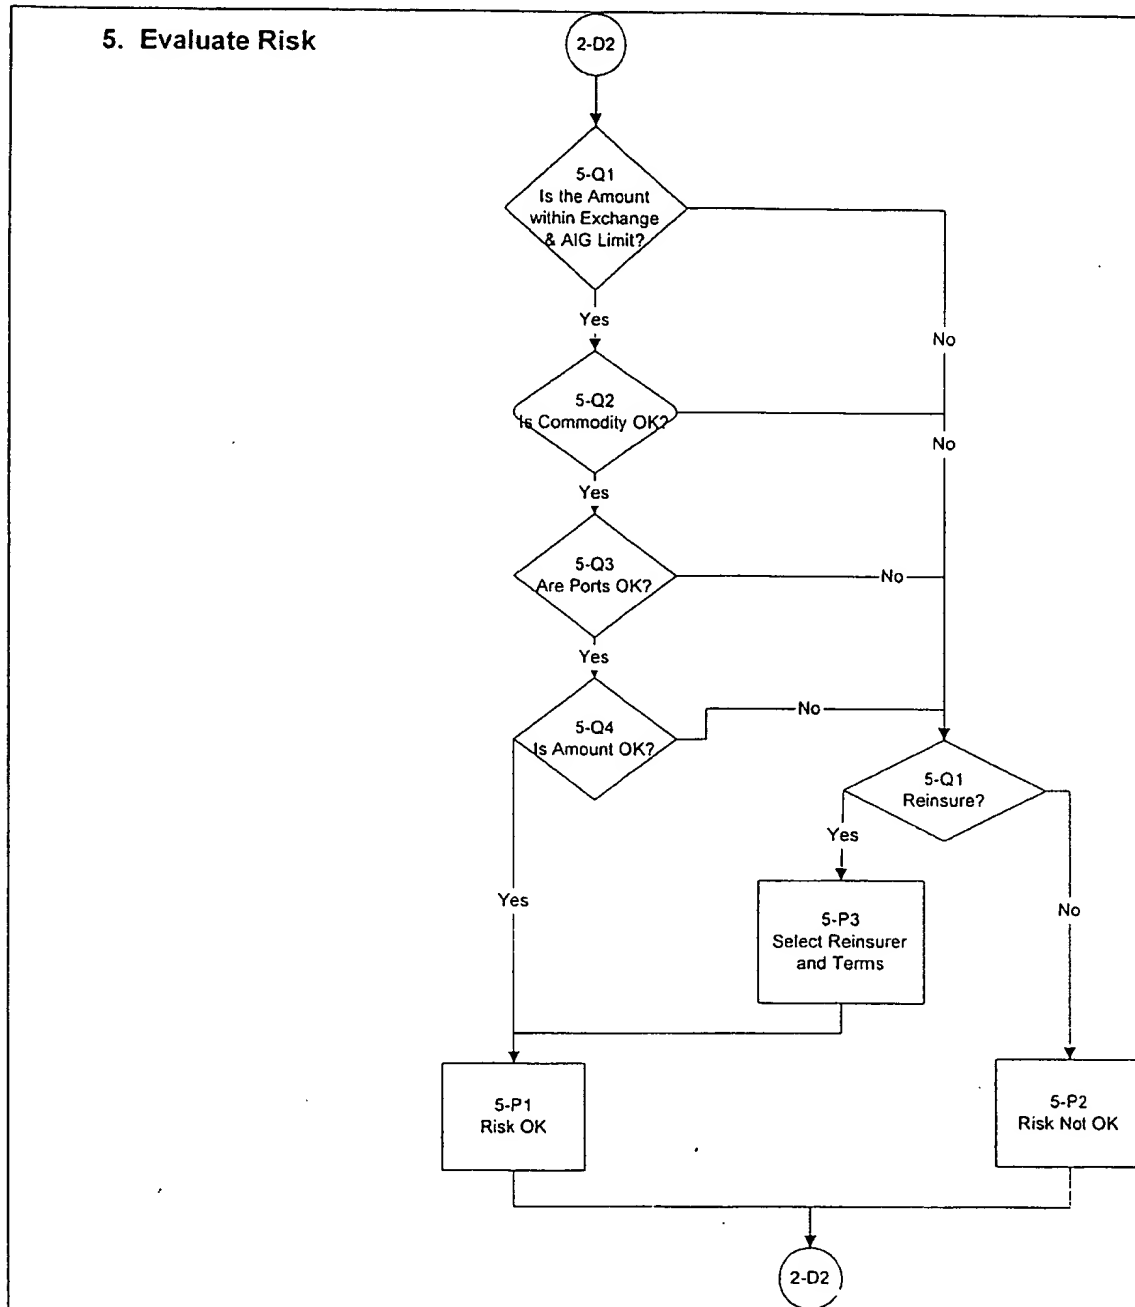 5. Evaluate Risk
2-D2
5-Q1
Is the Amount
within Exchange
& AIG Limit?
Yes
No
5-Q2
Is Commodity OK?
No
Yes
5-Q3
Are Ports OK?
No
Yes
5-Q4
Is Amount OK?
No
5-Q1
Reinsure?
Yes
Yes
No
5-P3
Select Reinsurer
and Terms
5-P1
Risk OK
5-P2
Risk Not OK
2-D2